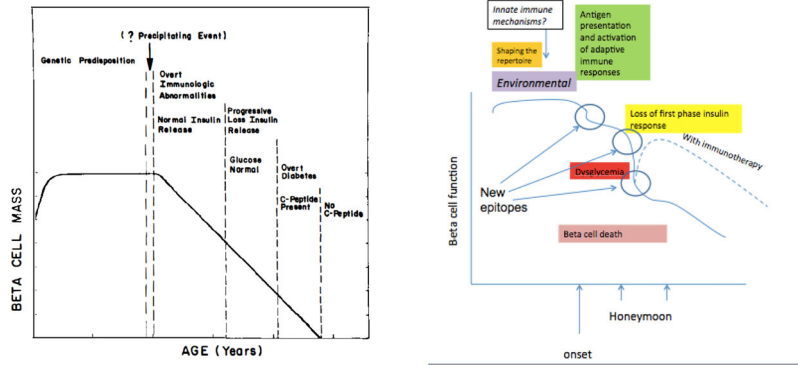 ( ? Precipitating Event)
Genetic Predisposition
Overt
Immunologic
Abnormalities
Normal Insulin
Release
Progressive
Loss Insulin
Release
Glucose
Normal
Overt
Diabetes
C-Peptide
Present
No
C-Peptide
BETA CELL MASS
AGE (Years)
Innate immune
mechanisms?
Antigen
presentation
and activation
of adaptive
immune
responses
Shaping the
repertoire
Environmental
Loss of first phase insulin
response
With immunotherapy
Dysglycemia
New
epitopes
Beta cell death
Beta cell function
Honeymoon
onset